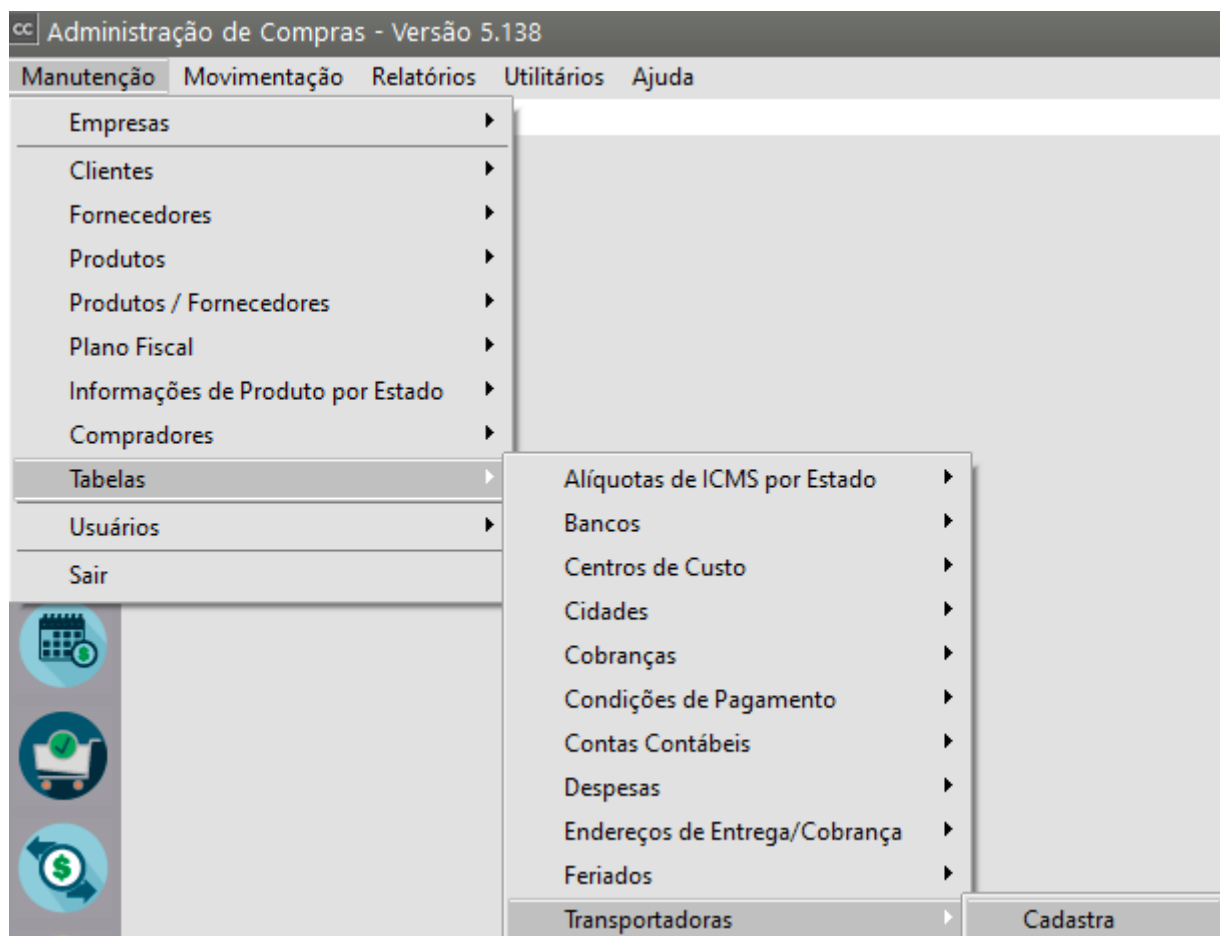 cc Administração de Compras - Versão 5.138
Manutenção Movimentação Relatórios Utilitários Ajuda
Empresas
Clientes
Fornecedores
Produtos
Produtos / Fornecedores
Plano Fiscal
Informações de Produto por Estado
Compradores
Tabelas
Usuários
Sair
Alíquotas de ICMS por Estado
Bancos
Centros de Custo
Cidades
Cobranças
Condições de Pagamento
Contas Contábeis
Despesas
Endereços de Entrega/Cobrança
Feriados
Transportadoras
Cadastra
$
$